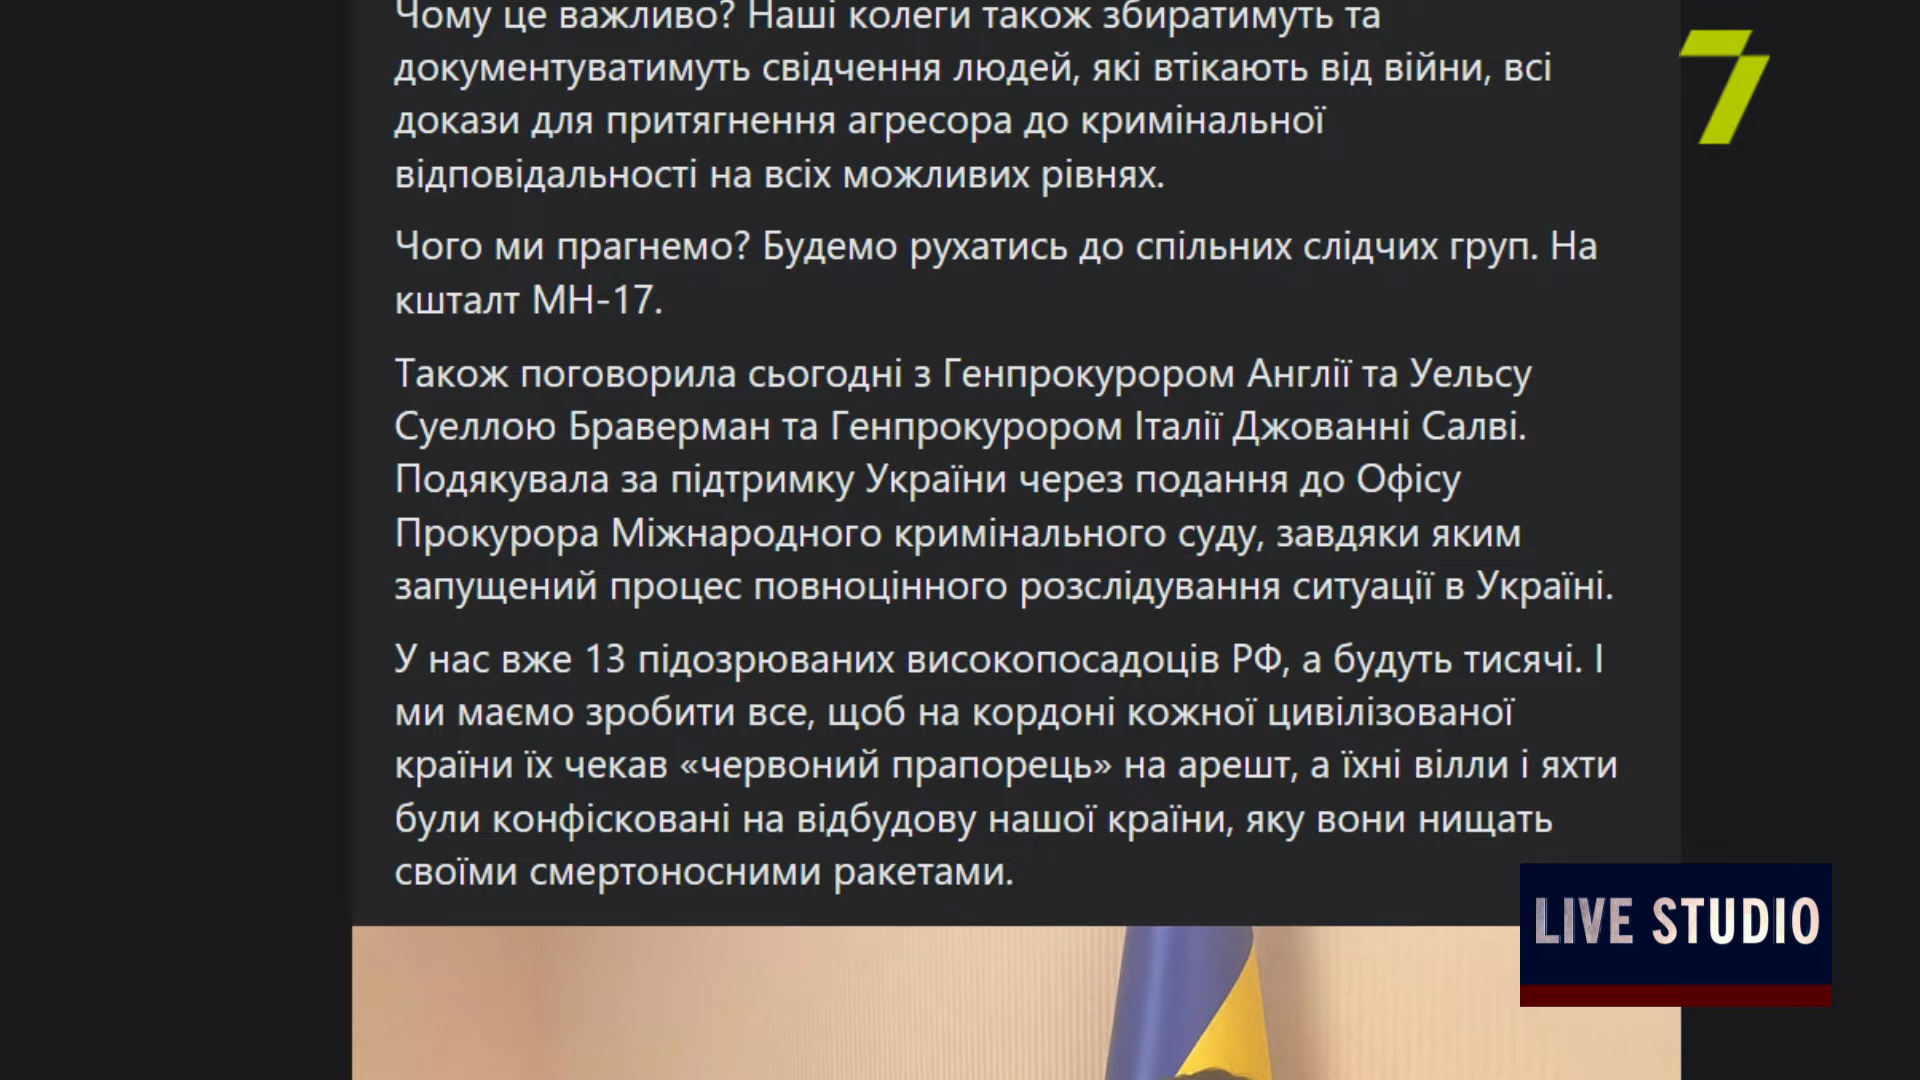 Чому це важливо? Наші колеги також збиратимуть та
документуватимуть свідчення людей, які втікають від війни, всі
докази для притягнення агресора до кримінальної
відповідальності на всіх можливих рівнях.
Чого ми прагнемо? Будемо рухатись до спільних слідчих груп. На
кшталт МН-17.
Також поговорила сьогодні з Генпрокурором Англії та Уельсу
Суеллою Браверман та Генпрокурором Італії Джованні Салві.
Подякувала за підтримку України через подання до Офісу
Прокурора Міжнародного кримінального суду, завдяки яким
запущений процес повноцінного розслідування ситуації в Україні.
У нас вже 13 підозрюваних високопосадоців РФ, а будуть тисячі. І
ми маємо зробити все, щоб на кордоні кожної цивілізованої
країни їх чекав «червоний прапорець» на арешт, а їхні вілли і яхти
були конфісковані на відбудову нашої країни, яку вони нищать
своїми смертоносними ракетами.
7
LIVE STUDIO